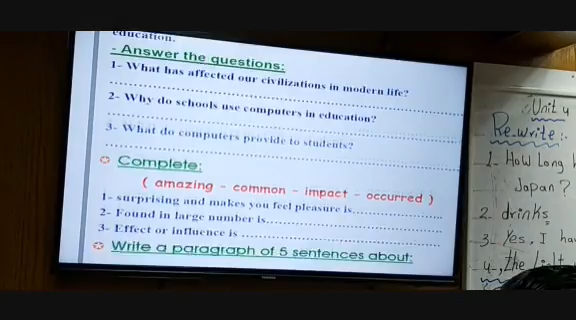 education.
- Answer the questions:
1- What has affected our civilizations in modern life?
2- Why do schools use computers in education?
3- What do computers provide to students?
Complete:
( amazing - common - impact - occurred )
1- surprising and makes you feel pleasure is
2- Found in large number is
3- Effect or influence is
Write a paragraph of 5 sentences about:
Unit 4
Re-write:-
1- How long
Japan?
2. drinks
3. Yes, I
4-, the